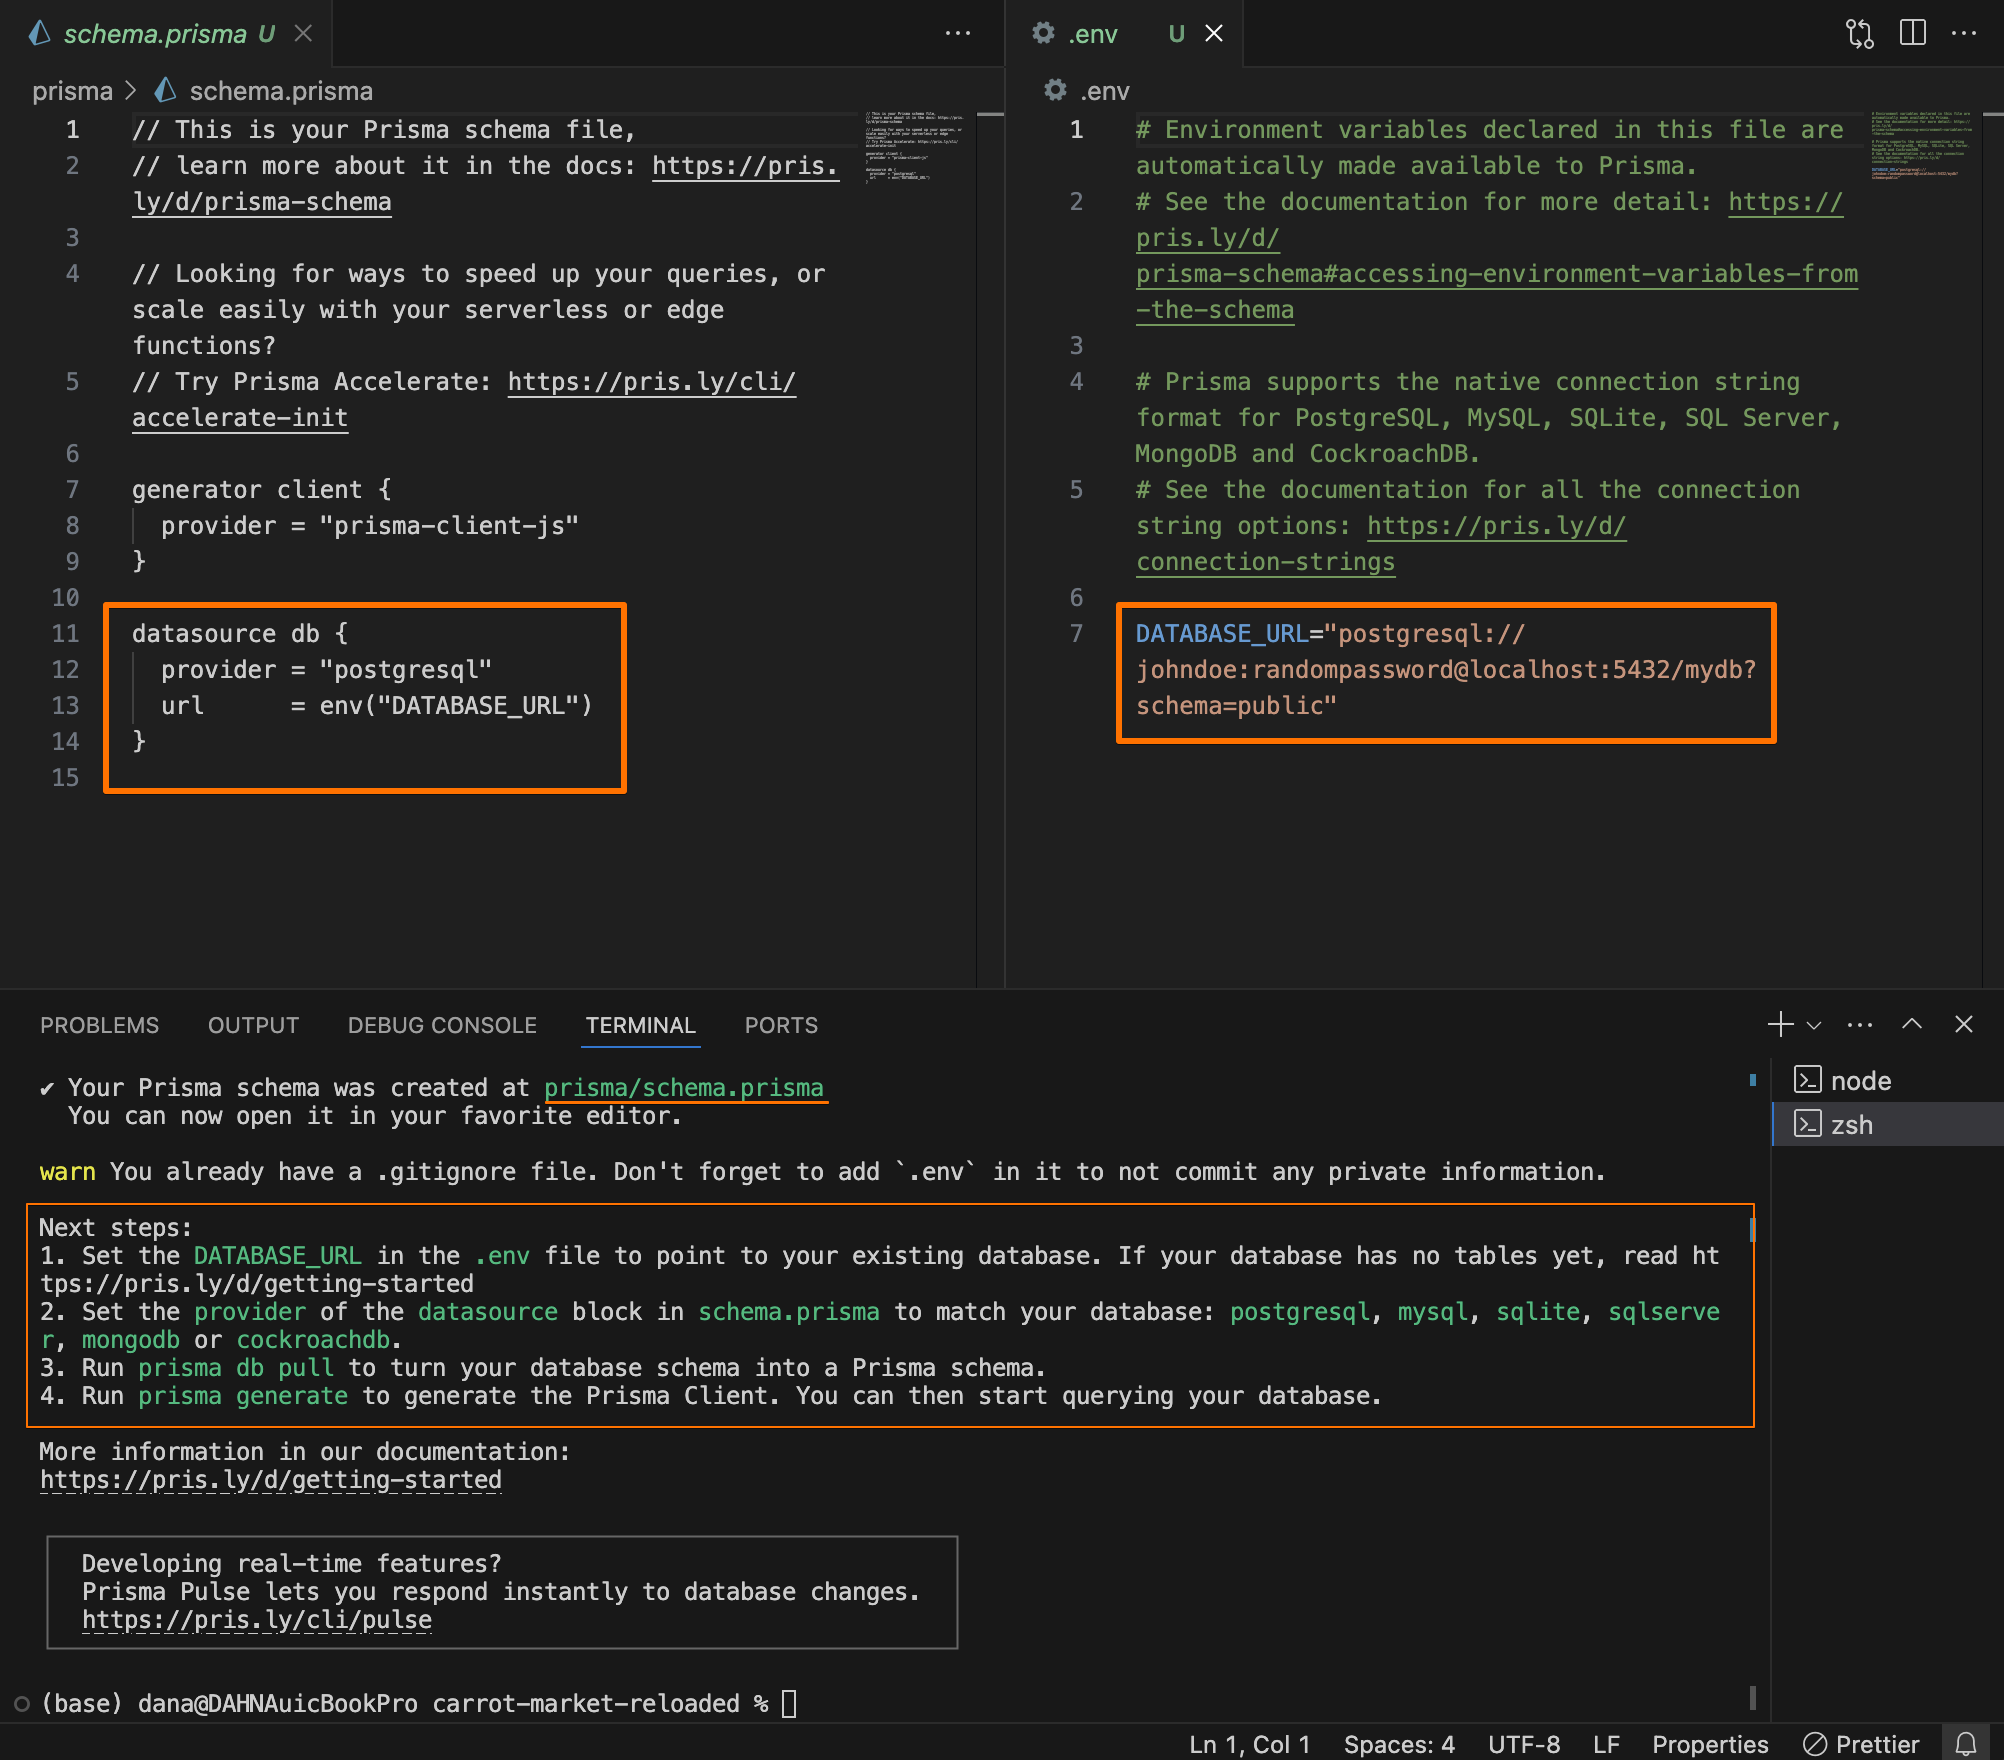 schema.prisma U
prisma > schema.prisma
1 // This is your Prisma schema file,
2 // learn more about it in the docs: https://pris.
ly/d/prisma-schema
3
4 // Looking for ways to speed up your queries, or
scale easily with your serverless or edge
functions?
5 // Try Prisma Accelerate: https://pris.ly/cli/
accelerate-init
6
7 generator client {
8 provider = "prisma-client-js"
9 }
10
11 datasource db {
12 provider = "postgresql"
13 url      = env("DATABASE_URL")
14 }
15
.env U
.env
1 # Environment variables declared in this file are
automatically made available to Prisma.
2 # See the documentation for more detail: https://
pris.ly/d/
prisma-schema#accessing-environment-variables-from
-the-schema
3
4 # Prisma supports the native connection string
format for PostgreSQL, MySQL, SQLite, SQL Server,
MongoDB and CockroachDB.
5 # See the documentation for all the connection
string options: https://pris.ly/d/
connection-strings
6
7 DATABASE_URL="postgresql://
johndoe:randompassword@localhost:5432/mydb?
schema=public"
PROBLEMS OUTPUT DEBUG CONSOLE TERMINAL PORTS
✔ Your Prisma schema was created at prisma/schema.prisma
You can now open it in your favorite editor.
warn You already have a .gitignore file. Don't forget to add `.env` in it to not commit any private information.
Next steps:
1. Set the DATABASE_URL in the .env file to point to your existing database. If your database has no tables yet, read ht
tps://pris.ly/d/getting-started
2. Set the provider of the datasource block in schema.prisma to match your database: postgresql, mysql, sqlite, sqlserve
r, mongodb or cockroachdb.
3. Run prisma db pull to turn your database schema into a Prisma schema.
4. Run prisma generate to generate the Prisma Client. You can then start querying your database.
More information in our documentation:
https://pris.ly/d/getting-started
Developing real-time features?
Prisma Pulse lets you respond instantly to database changes.
https://pris.ly/cli/pulse
(base) dana@DAHNAuicBookPro carrot-market-reloaded %
node
zsh
Ln 1, Col 1 Spaces: 4 UTF-8 LF Properties Prettier